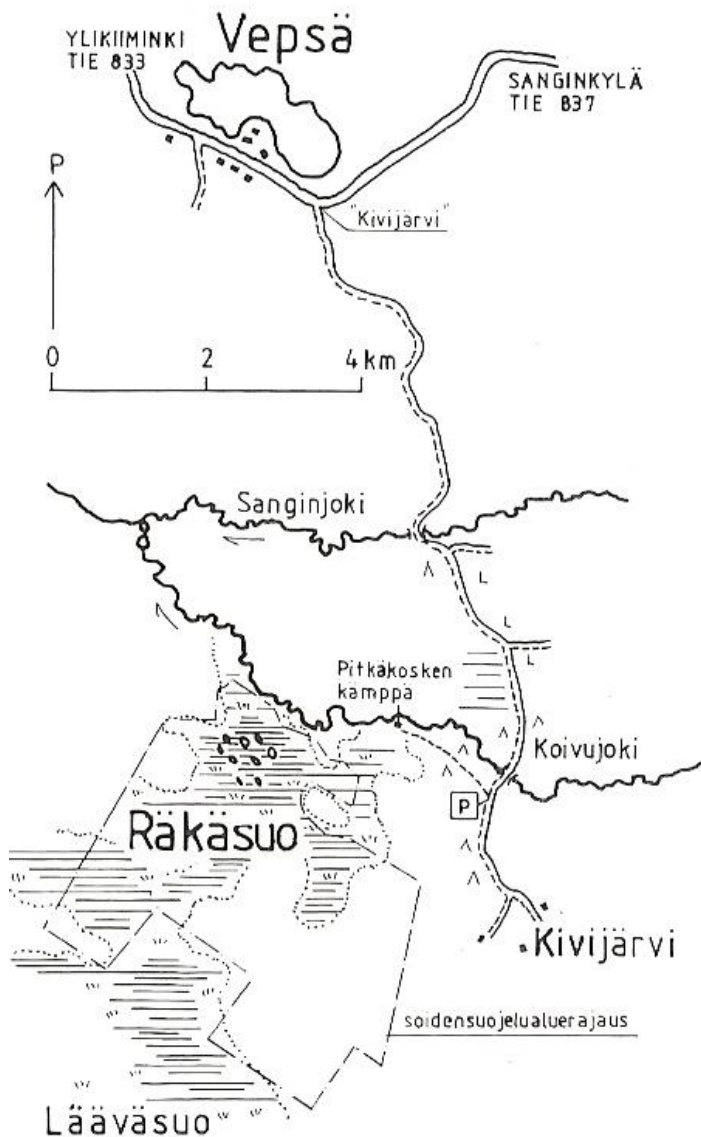 YLIKIIMINKI
TIE 833
Vepsä
SANGINKYLÄ
TIE 837
P
"Kivijärvi"
0 2 4 km
Sanginjoki
L
L
L
Pitkäkosken
kämppä
Koivujoki
P
Räkäsuo
Kivijärvi
soidensuojelualuerajaus
Lääväsuo